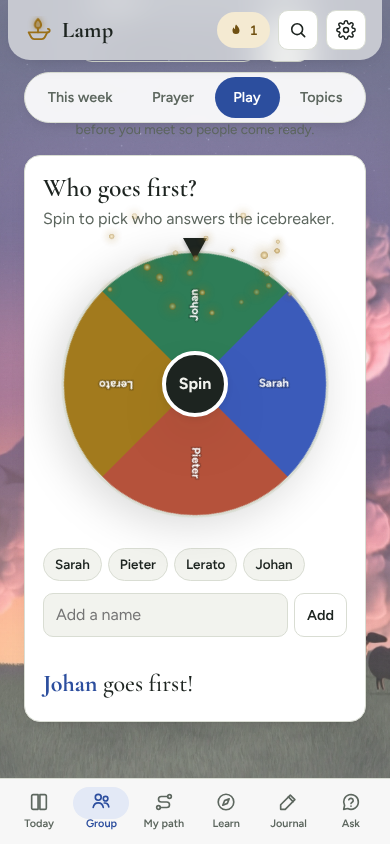 Lamp
1
This week
Prayer
Play
Topics
before you meet so people come ready.
Who goes first?
Spin to pick who answers the icebreaker.
Johan
Sarah
Lerato
Spin
Pieter
Sarah
Pieter
Lerato
Johan
Add a name
Add
Johan goes first!
Today
Group
My path
Learn
Journal
Ask